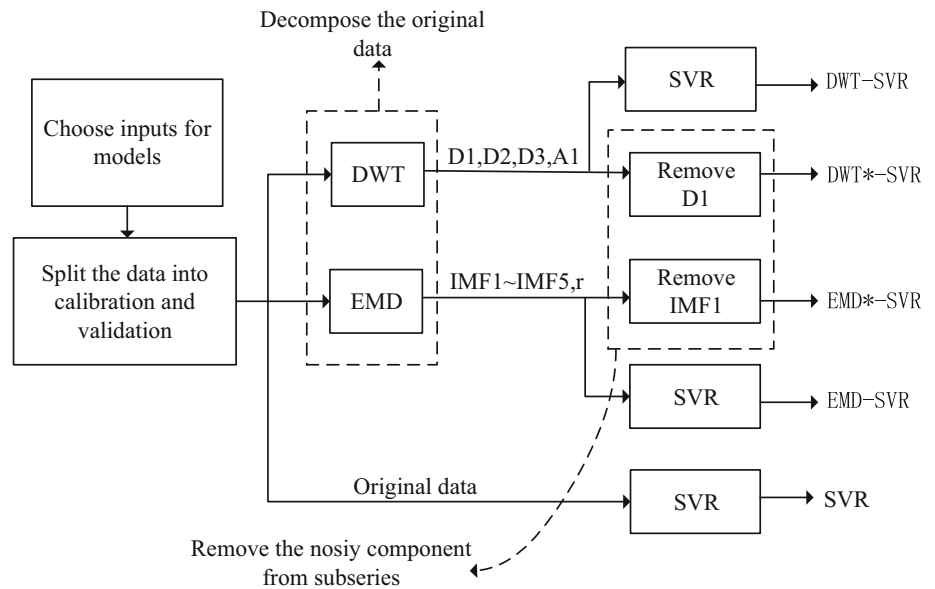 Decompose the original
data
Choose inputs for
models
Split the data into
calibration and
validation
DWT
EMD
D1,D2,D3,A1
IMF1~IMF5,r
Original data
SVR
Remove
D1
Remove
IMF1
SVR
SVR
DWT-SVR
DWT*-SVR
EMD*-SVR
EMD-SVR
SVR
Remove the nosiy component
from subseries